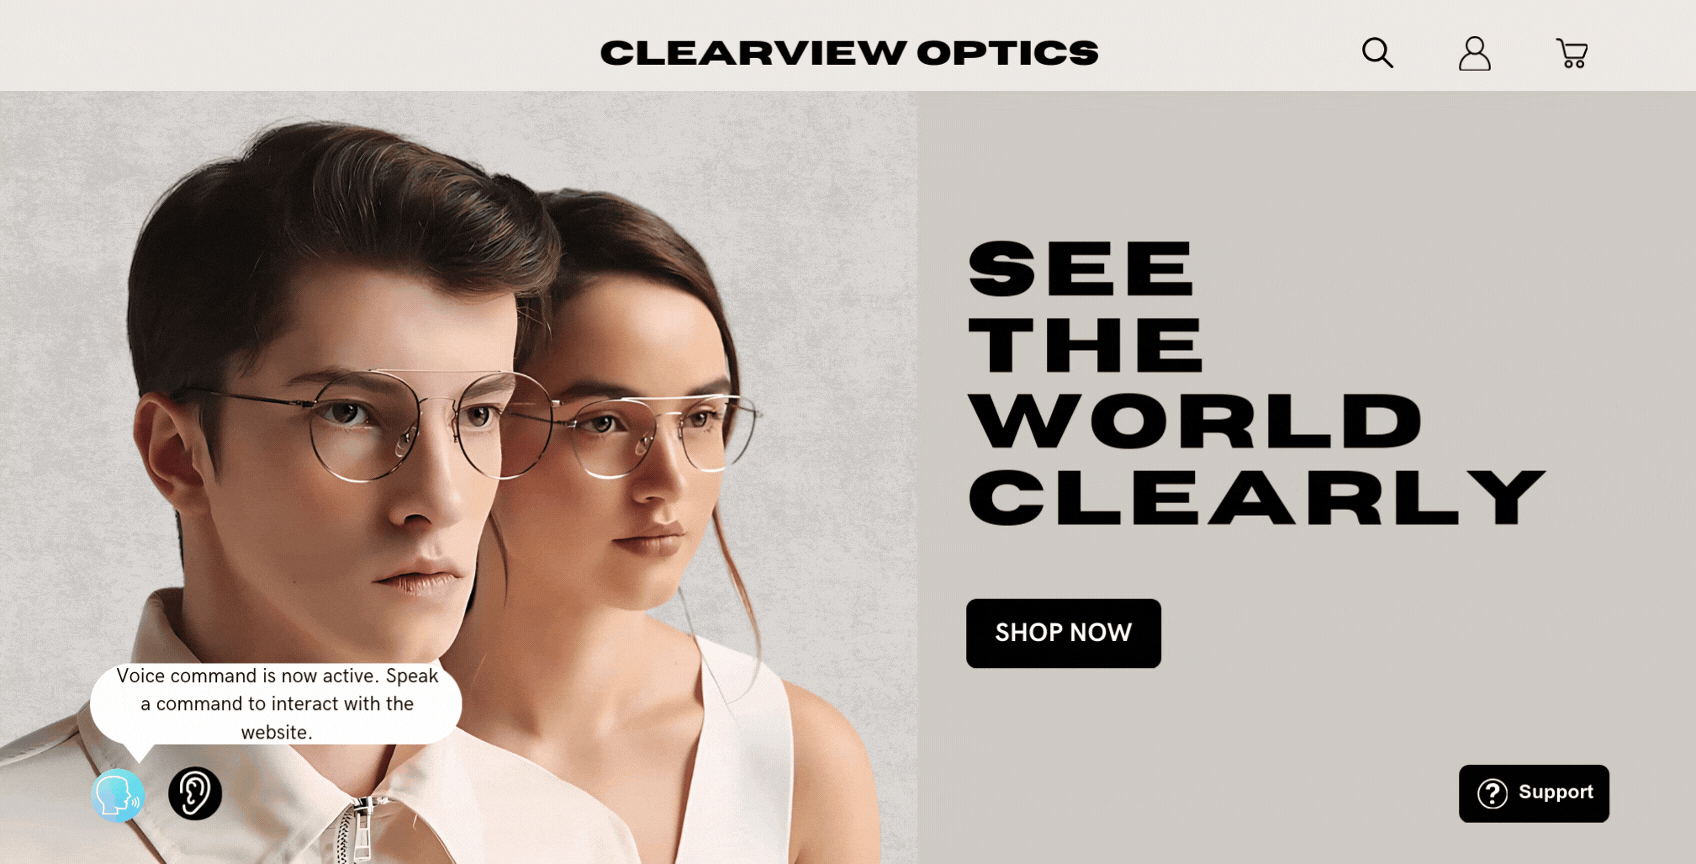 CLEARVIEW OPTICS
SEE
THE
WORLD
CLEARLY
SHOP NOW
Voice command is now active. Speak
a command to interact with the
website.
? Support